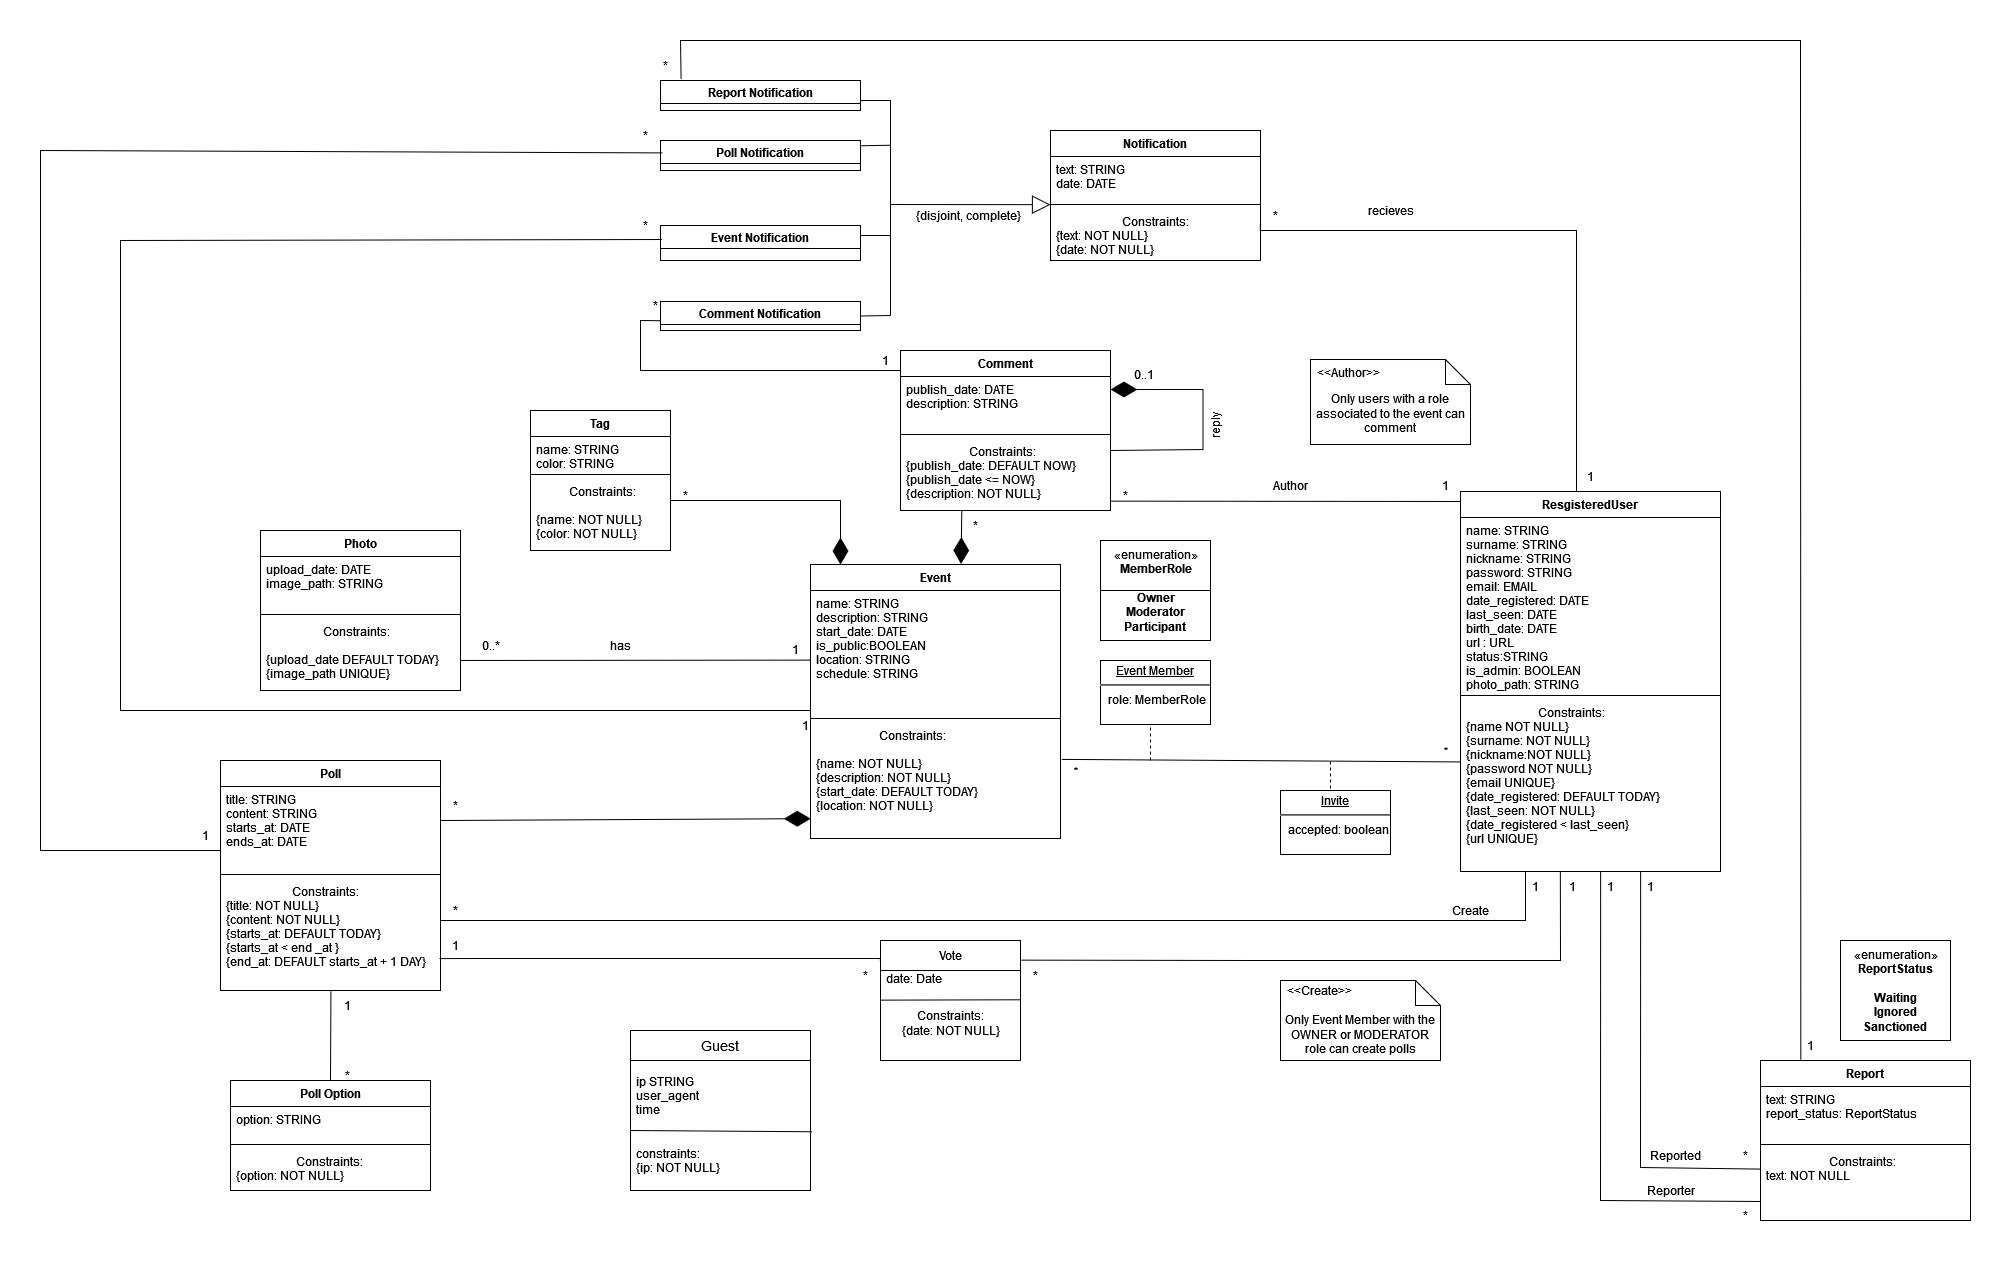 *
Report Notification
*
Poll Notification
*
Event Notification
*
Comment Notification
{disjoint, complete}
Notification
text: STRING
date: DATE
Constraints:
{text: NOT NULL}
{date: NOT NULL}
*
recieves
1
1
Comment
publish_date: DATE
description: STRING
Constraints:
{publish_date: DEFAULT NOW}
{publish_date <= NOW}
{description: NOT NULL}
0..1
reply
<<Author>>
Only users with a role
associated to the event can
comment
*
Author
1
*
Tag
name: STRING
color: STRING
Constraints:
{name: NOT NULL}
{color: NOT NULL}
*
Photo
upload_date: DATE
image_path: STRING
Constraints:
{upload_date DEFAULT TODAY}
{image_path UNIQUE}
0..*
has
1
Event
name: STRING
description: STRING
start_date: DATE
is_public:BOOLEAN
location: STRING
schedule: STRING
Constraints:
{name: NOT NULL}
{description: NOT NULL}
{start_date: DEFAULT TODAY}
{location: NOT NULL}
1
«enumeration»
MemberRole
Owner
Moderator
Participant
Event Member
role: MemberRole
*
*
Invite
accepted: boolean
ResgisteredUser
name: STRING
surname: STRING
nickname: STRING
password: STRING
email: EMAIL
date_registered: DATE
last_seen: DATE
birth_date: DATE
url : URL
status:STRING
is_admin: BOOLEAN
photo_path: STRING
Constraints:
{name NOT NULL}
{surname: NOT NULL}
{nickname:NOT NULL}
{password NOT NULL}
{email UNIQUE}
{date_registered: DEFAULT TODAY}
{last_seen: NOT NULL}
{date_registered < last_seen}
{url UNIQUE}
1
1
1
1
Poll
title: STRING
content: STRING
starts_at: DATE
ends_at: DATE
Constraints:
{title: NOT NULL}
{content: NOT NULL}
{starts_at: DEFAULT TODAY}
{starts_at < end _at }
{end_at: DEFAULT starts_at + 1 DAY}
1
*
*
Create
1
*
Vote
date: Date
Constraints:
{date: NOT NULL}
*
1
*
Poll Option
option: STRING
Constraints:
{option: NOT NULL}
Guest
ip STRING
user_agent
time
constraints:
{ip: NOT NULL}
<<Create>>
Only Event Member with the
OWNER or MODERATOR
role can create polls
«enumeration»
ReportStatus
Waiting
Ignored
Sanctioned
1
Report
text: STRING
report_status: ReportStatus
Constraints:
text: NOT NULL
Reported
*
Reporter
*